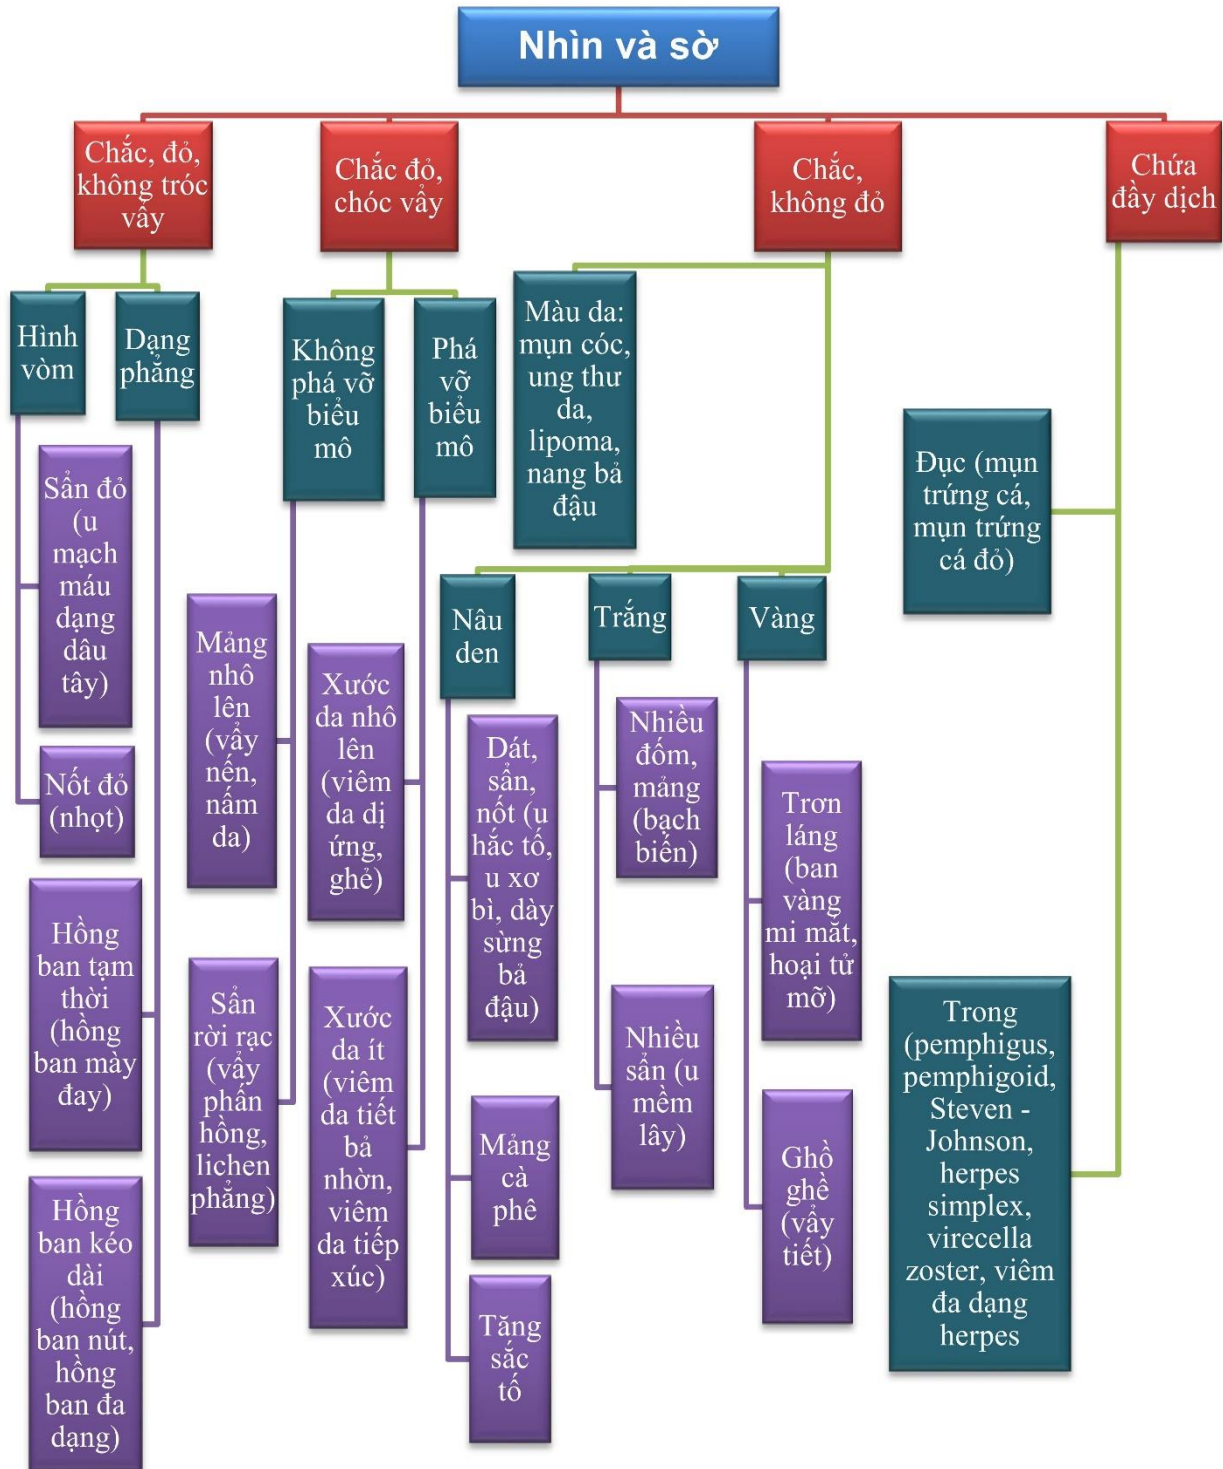 Nhìn và sờ
Chắc, đỏ,
không tróc
vẩy
Hình
vòm
Sẩn đỏ
(u
mạch
máu
dạng
dâu
tây)
Nốt đỏ
(nhọt)
Dạng
phẳng
Hồng
ban tạm
thời
(hồng
ban mày
đay)
Hồng
ban kéo
dài
(hồng
ban nút,
hồng
ban đa
dạng)
Chắc đỏ,
chóc vẩy
Không
phá vỡ
biểu
mô
Mảng
nhô
lên
(vẩy
nến,
nấm
da)
Sẩn
rời rạc
(vẩy
phấn
hồng,
lichen
phẳng)
Phá
vỡ
biểu
mô
Xước
da nhô
lên
(viêm
da dị
ứng,
ghẻ)
Xước
da ít
(viêm
da tiết
bả
nhờn,
viêm
da tiếp
xúc)
Chắc,
không đỏ
Màu da:
mụn cóc,
ung thư
da,
lipoma,
nang bả
đậu
Nâu
den
Dát,
sẩn,
nốt (u
hắc tố,
u xơ
bì, dày
sừng
bả
đậu)
Mảng
cà
phê
Tăng
sắc
tố
Trắng
Nhiều
đốm,
mảng
(bạch
biến)
Nhiều
sẩn (u
mềm
lây)
Vàng
Trơn
láng
(ban
vàng
mi mắt,
hoại tử
mỡ)
Ghồ
ghề
(vẩy
tiết)
Chứa
đầy dịch
Đục (mụn
trứng cá,
mụn trứng
cá đỏ)
Trong
(pemphigus,
pemphigoid,
Steven -
Johnson,
herpes
simplex,
virecella
zoster, viêm
đa dạng
herpes